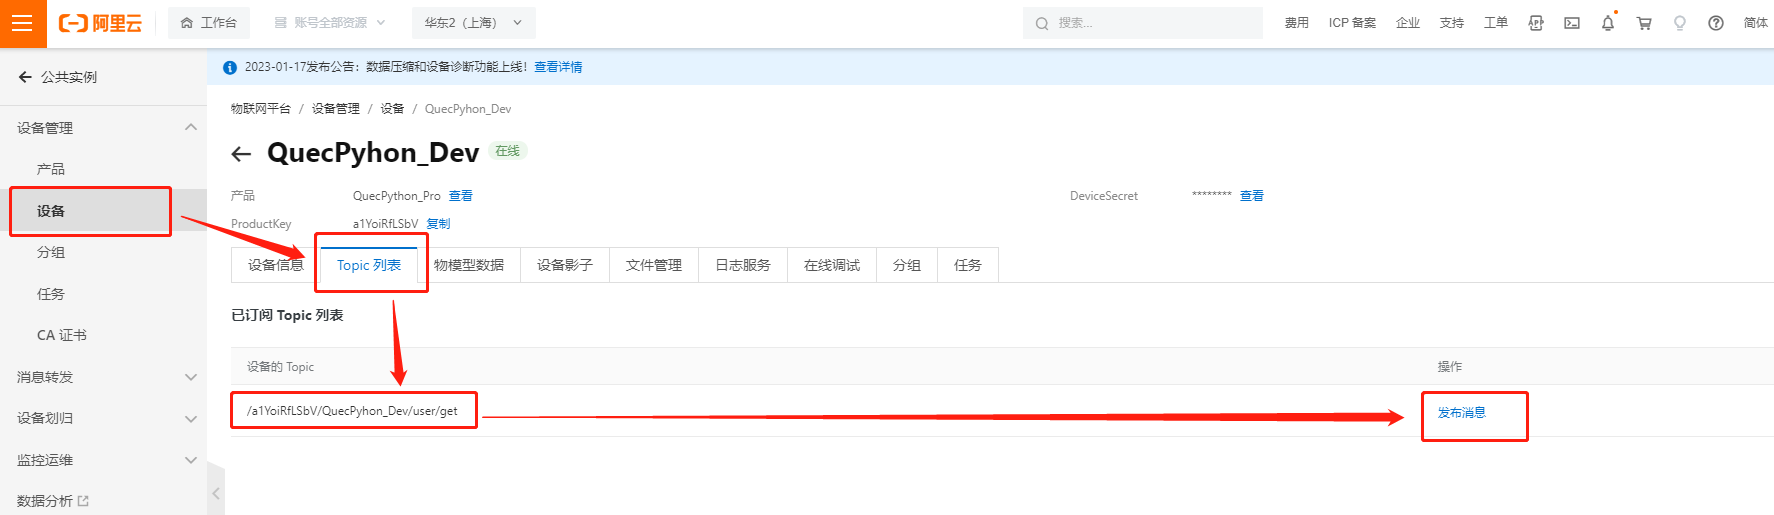 阿里云 工作台 账号全部资源 华东2（上海） 搜索... 费用 ICP 备案 企业 支持 工单 简体
公共实例
2023-01-17发布公告：数据压缩和设备诊断功能上线！查看详情
物联网平台 / 设备管理 / 设备 / QuecPyhon_Dev
设备管理
产品
设备
分组
任务
CA 证书
消息转发
设备划归
监控运维
数据分析
QuecPyhon_Dev 在线
产品 QuecPython_Pro 查看 DeviceSecret ******** 查看
ProductKey a1YoiRfLSbV 复制
设备信息 Topic 列表 物模型数据 设备影子 文件管理 日志服务 在线调试 分组 任务
已订阅 Topic 列表
设备的 Topic 操作
/a1YoiRfLSbV/QuecPyhon_Dev/user/get 发布消息